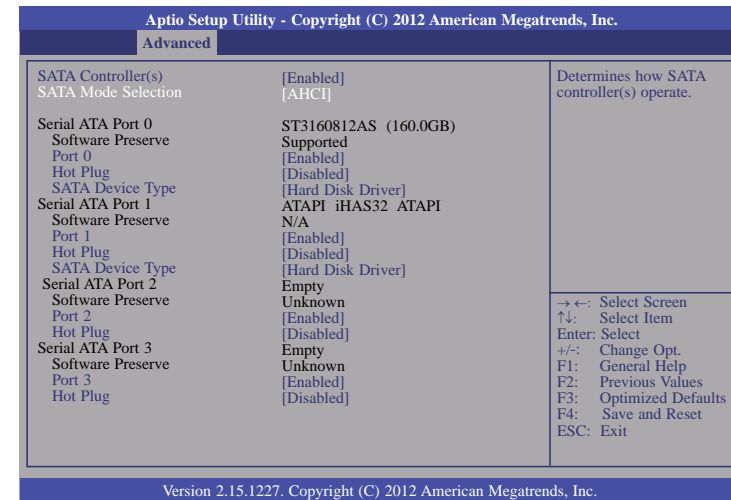 Aptio Setup Utility - Copyright (C) 2012 American Megatrends, Inc.
Advanced
SATA Controller(s) [Enabled]
SATA Mode Selection [AHCI]
Serial ATA Port 0 ST3160812AS (160.0GB)
Software Preserve Supported
Port 0 [Enabled]
Hot Plug [Disabled]
SATA Device Type [Hard Disk Driver]
Serial ATA Port 1 ATAPI iHAS32 ATAPI
Software Preserve N/A
Port 1 [Enabled]
Hot Plug [Disabled]
SATA Device Type [Hard Disk Driver]
Serial ATA Port 2 Empty
Software Preserve Unknown
Port 2 [Enabled]
Hot Plug [Disabled]
Serial ATA Port 3 Empty
Software Preserve Unknown
Port 3 [Enabled]
Hot Plug [Disabled]
Determines how SATA
controller(s) operate.
→←: Select Screen
↑↓: Select Item
Enter: Select
+/-: Change Opt.
F1: General Help
F2: Previous Values
F3: Optimized Defaults
F4: Save and Reset
ESC: Exit
Version 2.15.1227. Copyright (C) 2012 American Megatrends, Inc.